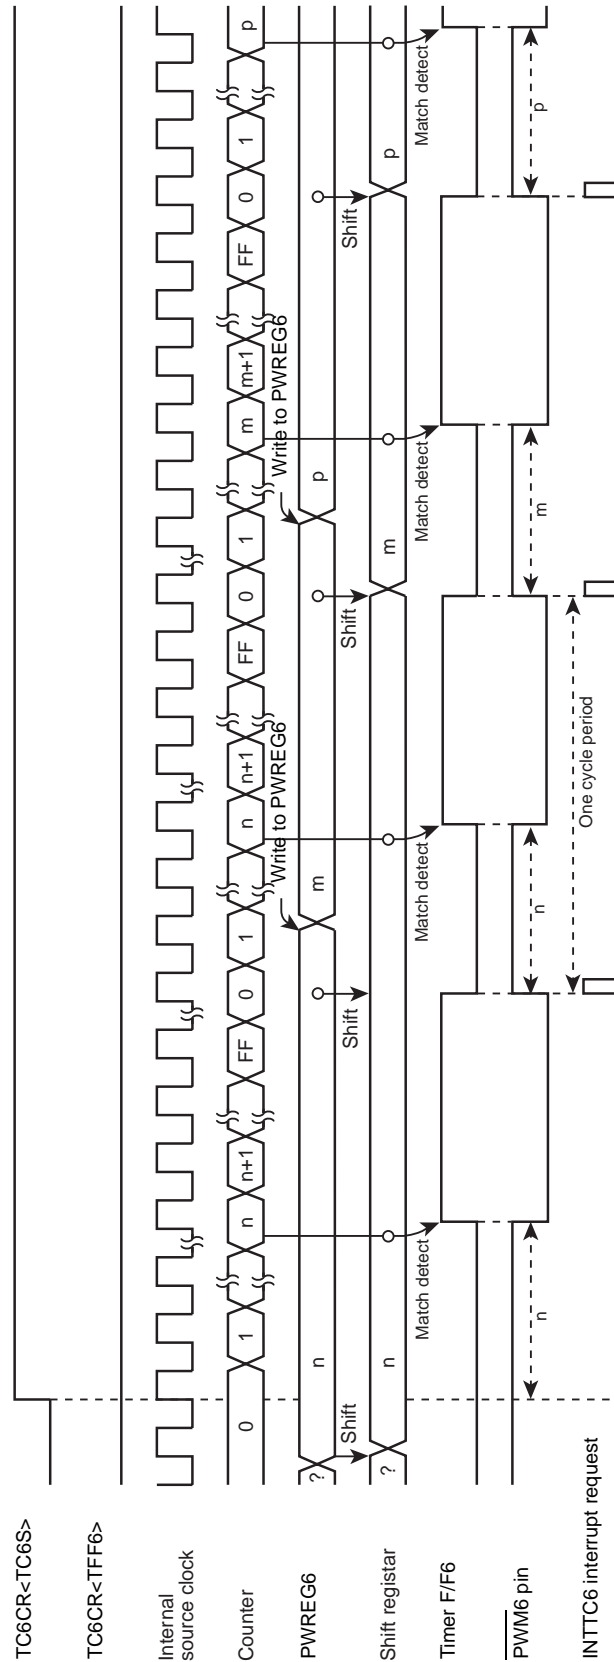 TC6CR<TC6S>
TC6CR<TFF6>
Internal
source clock
Counter 0 1 n n+1 FF 0 1 n n+1 FF 0 1 m m+1 FF 0 1 p
Write to PWREG6 Write to PWREG6
PWREG6 ? n m p
Shift Shift Shift Shift
Shift registar ? n m p
Match detect Match detect Match detect Match detect
Timer F/F6
PWM6 pin n n m p
One cycle period
INTTC6 interrupt request